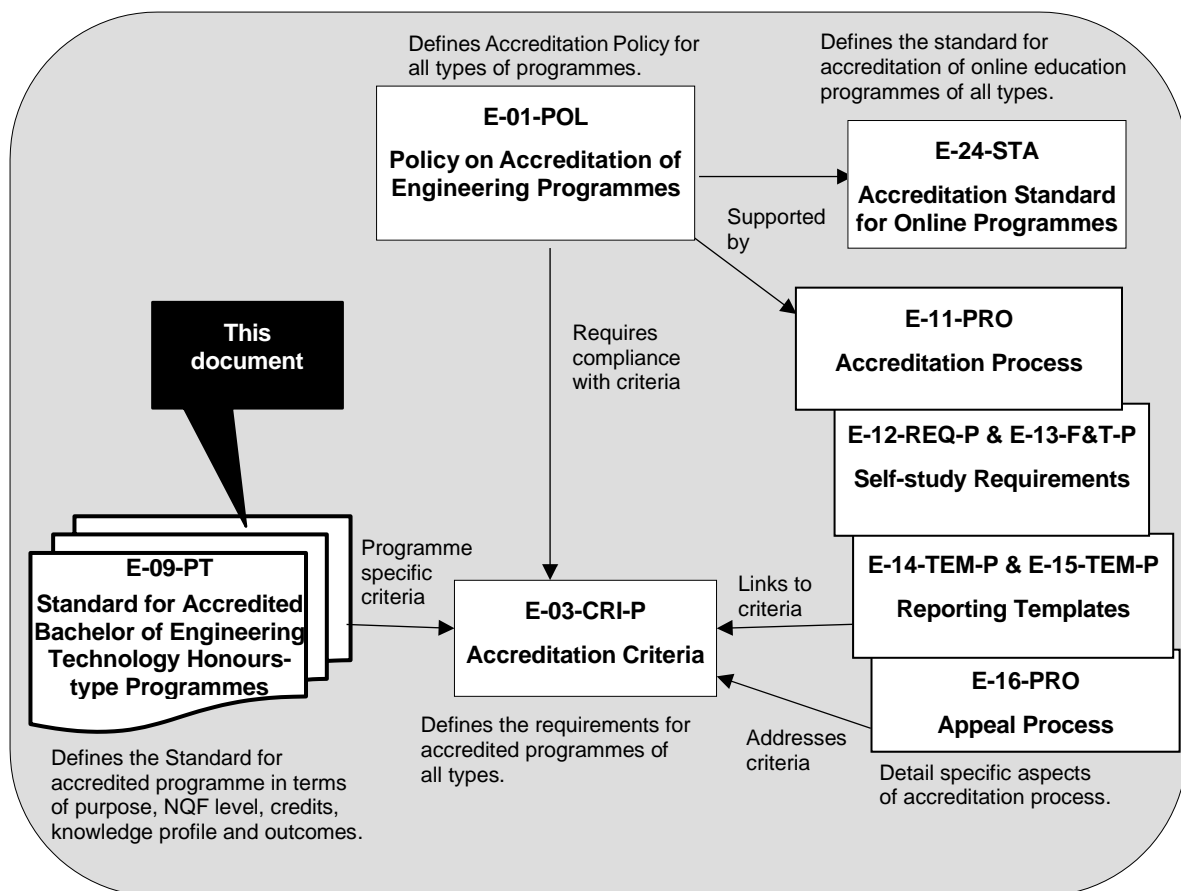 Defines Accreditation Policy for
all types of programmes.
Defines the standard for
accreditation of online education
programmes of all types.
E-01-POL
Policy on Accreditation of
Engineering Programmes
E-24-STA
Accreditation Standard
for Online Programmes
Supported
by
E-11-PRO
Accreditation Process
This
document
Requires
compliance
with criteria
E-12-REQ-P & E-13-F&T-P
Self-study Requirements
E-09-PT
Standard for Accredited
Bachelor of Engineering
Technology Honours-
type Programmes
Programme
specific
criteria
E-03-CRI-P
Accreditation Criteria
Links to
criteria
E-14-TEM-P & E-15-TEM-P
Reporting Templates
E-16-PRO
Appeal Process
Defines the Standard for
accredited programme in terms
of purpose, NQF level, credits,
knowledge profile and outcomes.
Defines the requirements for
accredited programmes of
all types.
Addresses
criteria
Detail specific aspects
of accreditation process.